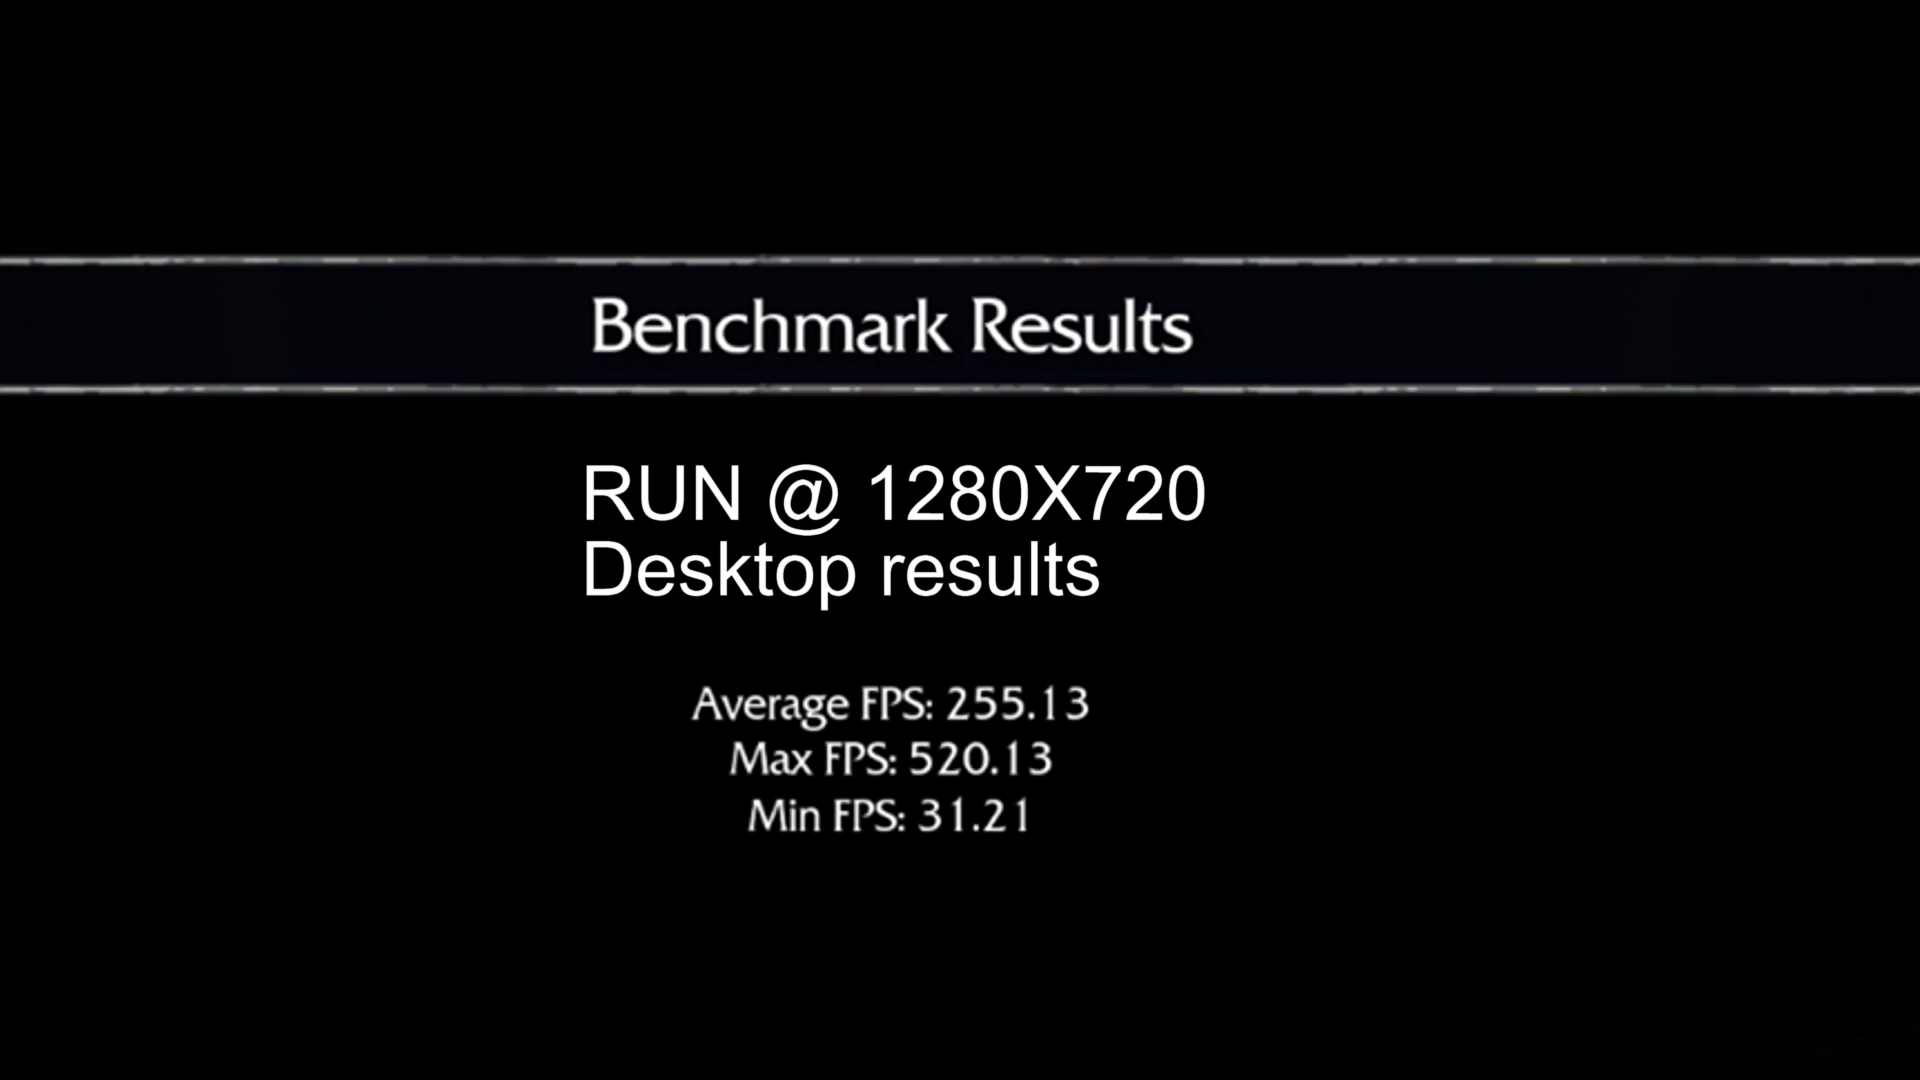 Benchmark Results
RUN @ 1280X720
Desktop results
Average FPS: 255.13
Max FPS: 520.13
Min FPS: 31.21